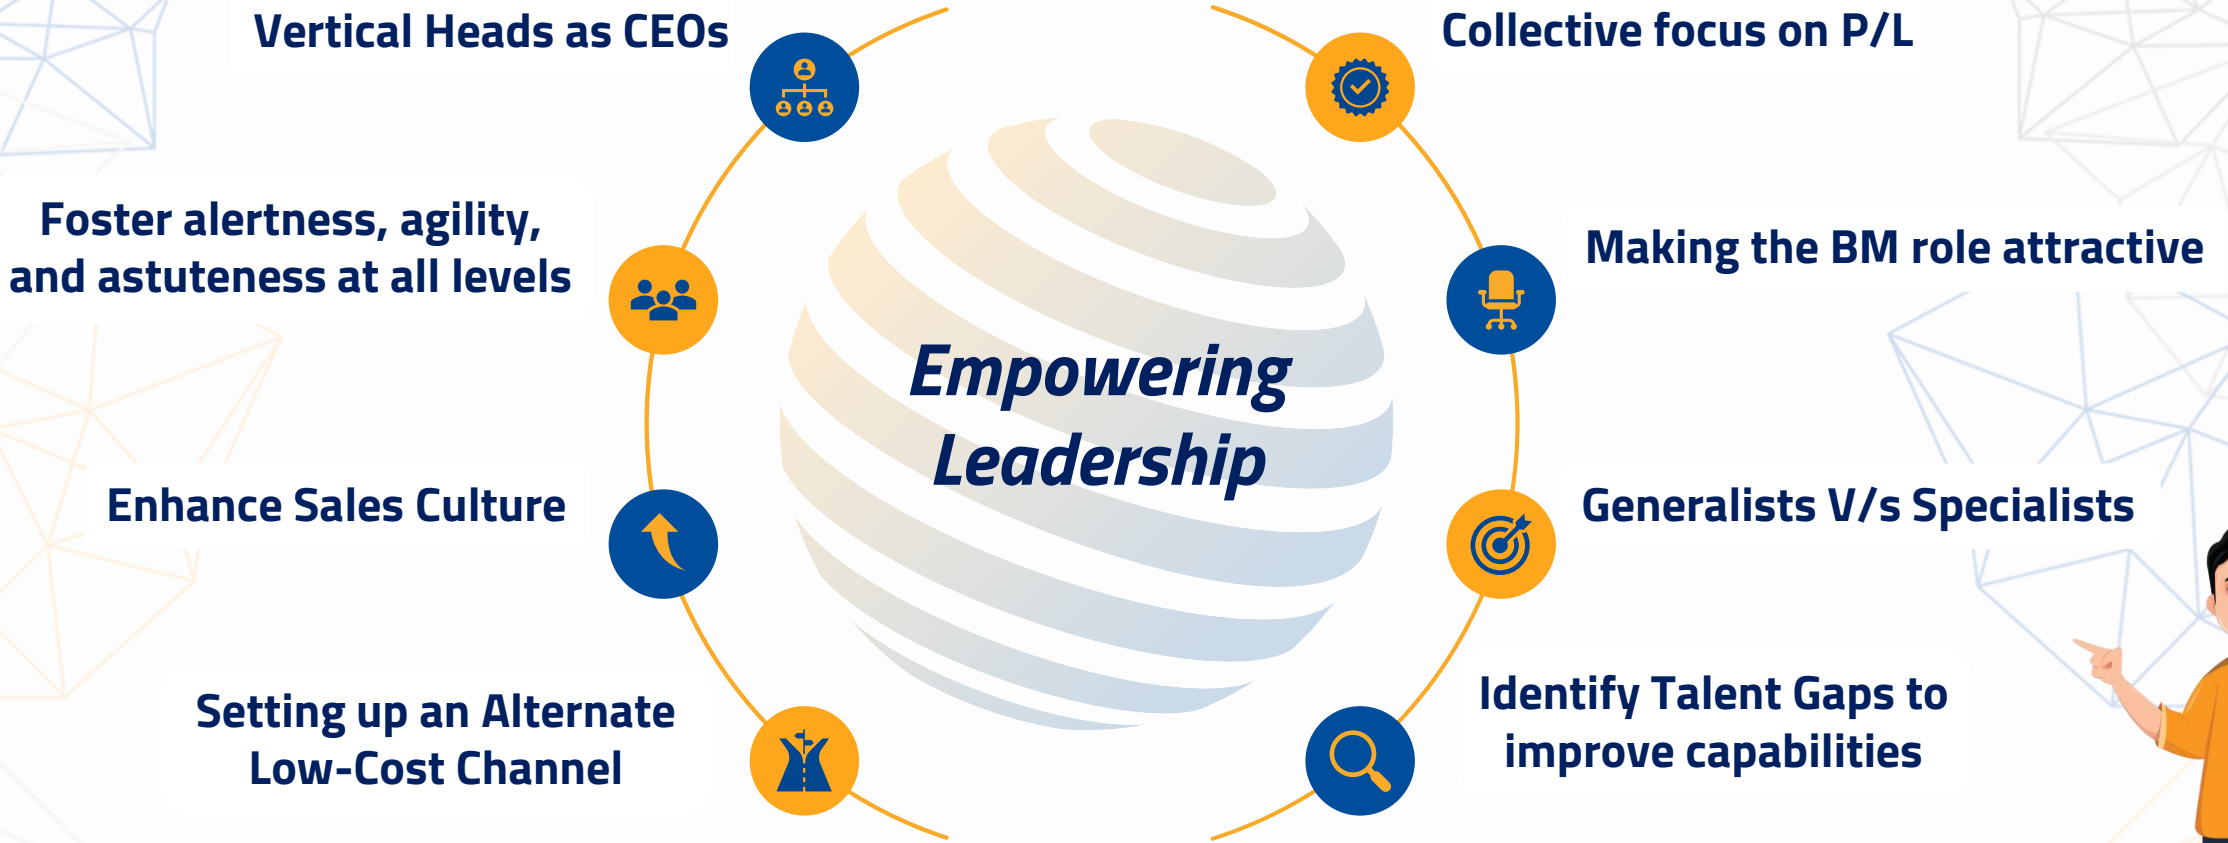 Vertical Heads as CEOs
Foster alertness, agility,
and astuteness at all levels
Enhance Sales Culture
Setting up an Alternate
Low-Cost Channel
Empowering
Leadership
Collective focus on P/L
Making the BM role attractive
Generalists V/s Specialists
Identify Talent Gaps to
improve capabilities